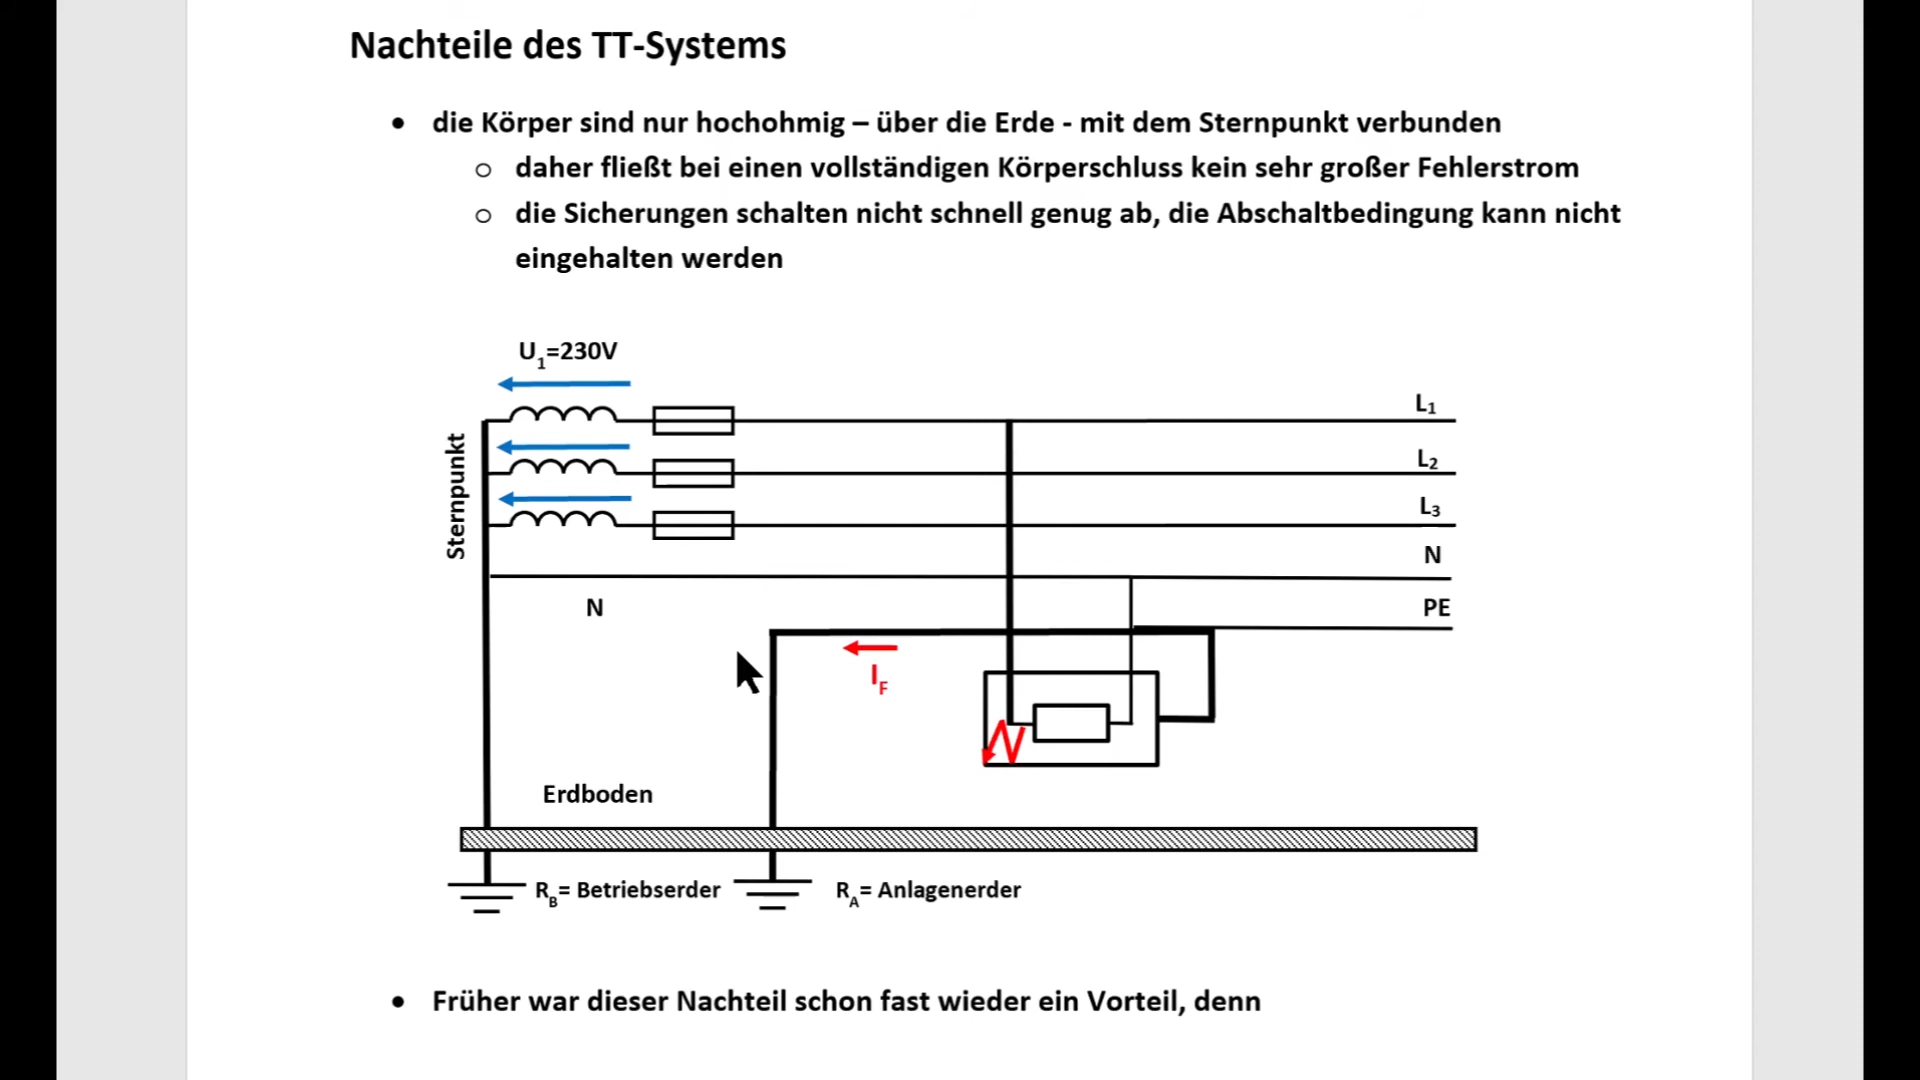 Nachteile des TT-Systems
• die Körper sind nur hochohmig – über die Erde - mit dem Sternpunkt verbunden
o daher fließt bei einen vollständigen Körperschluss kein sehr großer Fehlerstrom
o die Sicherungen schalten nicht schnell genug ab, die Abschaltbedingung kann nicht
eingehalten werden
U1=230V
L1
Sternpunkt
L2
L3
N
N
PE
IF
Erdboden
RB= Betriebserder
RA= Anlagenerder
• Früher war dieser Nachteil schon fast wieder ein Vorteil, denn